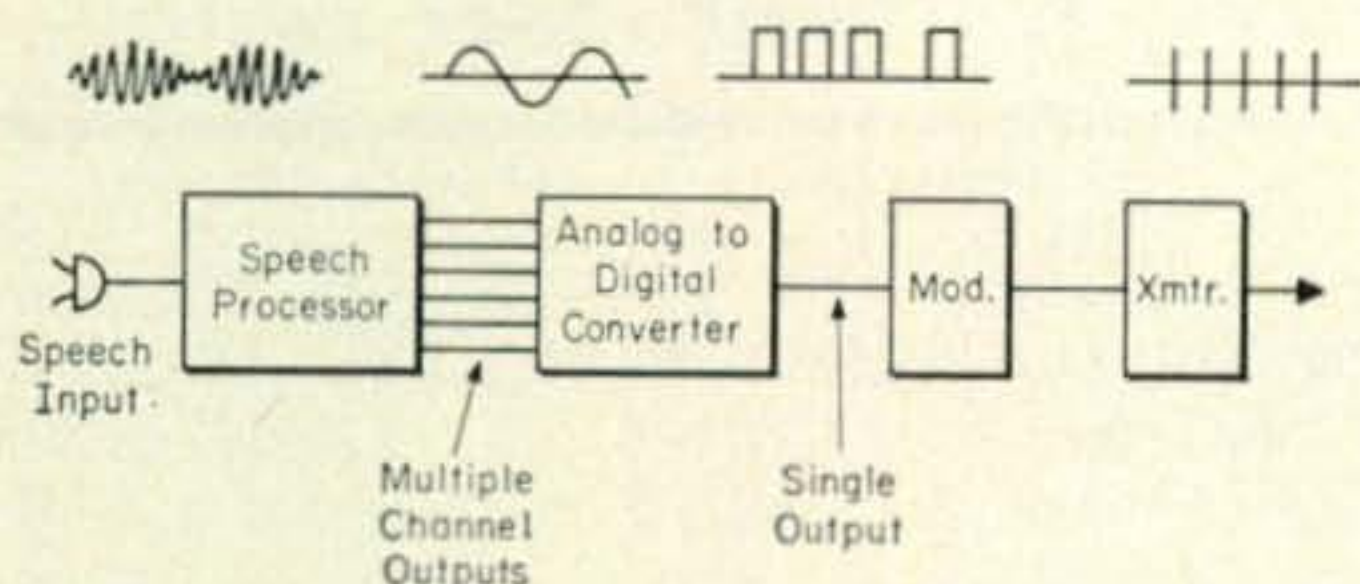 Speech
Processor
Analog to
Digital
Converter
Mod.
Xmtr.
Speech
Input
Multiple
Channel
Outputs
Single
Output